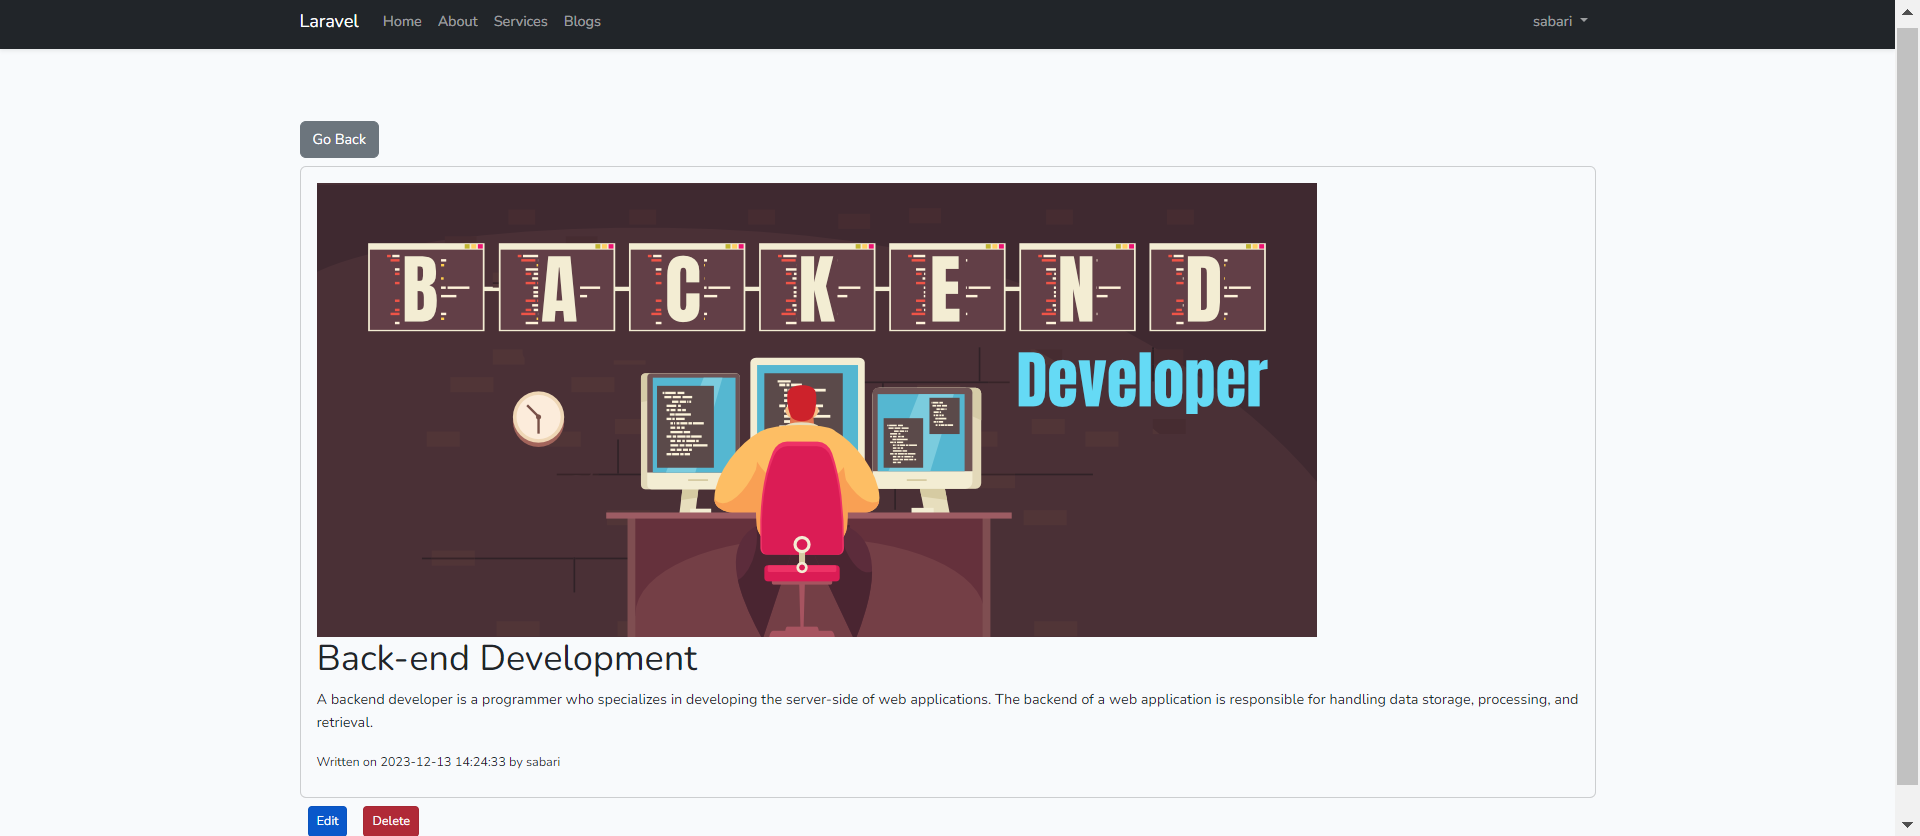 Laravel Home About Services Blogs sabari
Go Back
BACKEND
Developer
Back-end Development
A backend developer is a programmer who specializes in developing the server-side of web applications. The backend of a web application is responsible for handling data storage, processing, and
retrieval.
Written on 2023-12-13 14:24:33 by sabari
Edit Delete